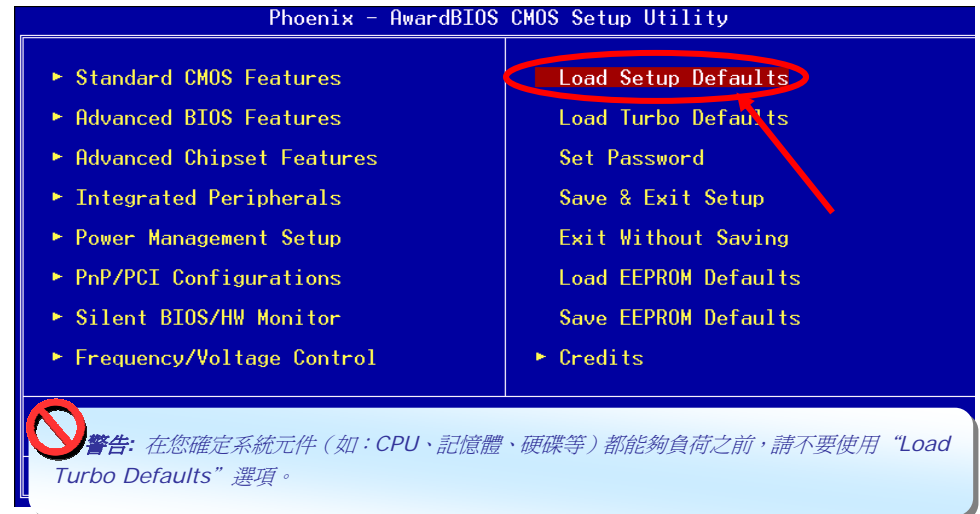 Phoenix - AwardBIOS CMOS Setup Utility
► Standard CMOS Features
► Advanced BIOS Features
► Advanced Chipset Features
► Integrated Peripherals
► Power Management Setup
► PnP/PCI Configurations
► Silent BIOS/HW Monitor
► Frequency/Voltage Control
Load Setup Defaults
Load Turbo Defaults
Set Password
Save & Exit Setup
Exit Without Saving
Load EEPROM Defaults
Save EEPROM Defaults
► Credits
警告: 在您確定系統元件（如：CPU、記憶體、硬碟等）都能夠負荷之前，請不要使用 “Load
Turbo Defaults” 選項。